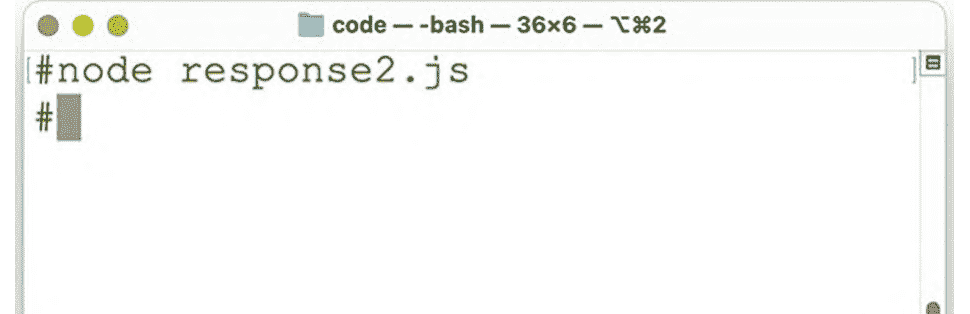 code — -bash — 36×6 — ⌥⌘2
#node response2.js
#